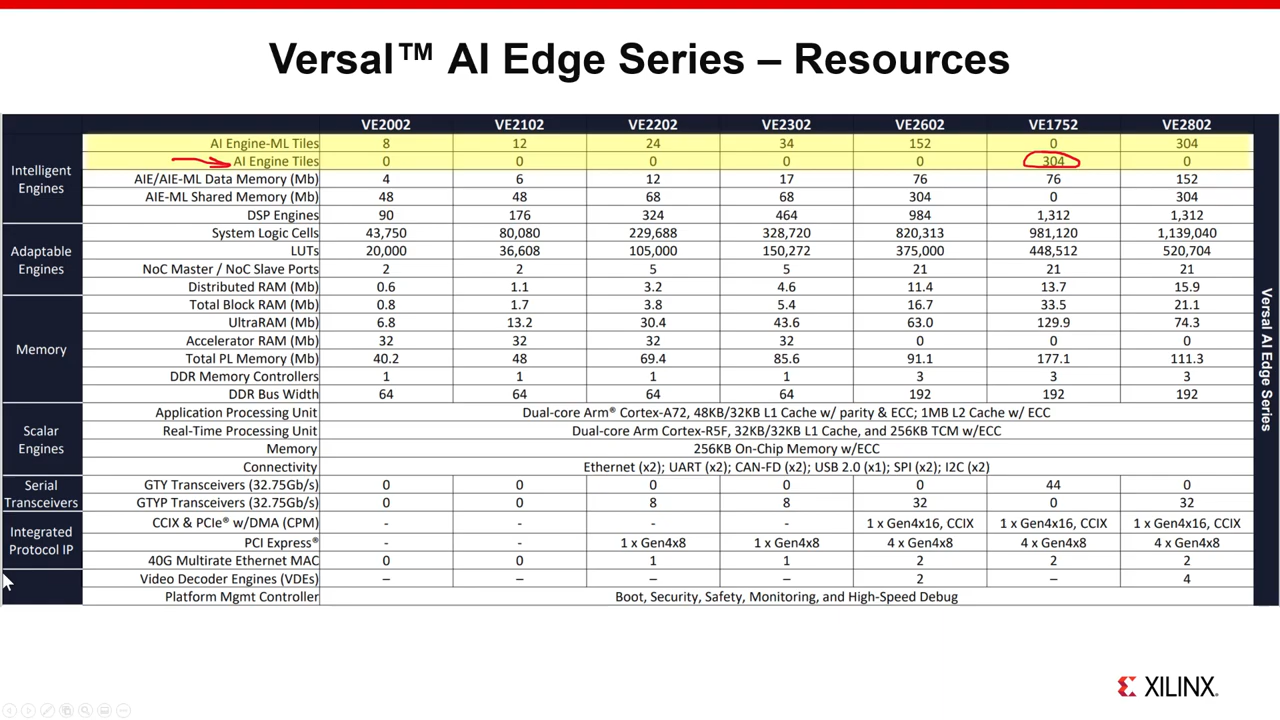 Versal™ AI Edge Series – Resources
VE2002 VE2102 VE2202 VE2302 VE2602 VE1752 VE2802
Intelligent Engines
AI Engine-ML Tiles 8 12 24 34 152 0 304
AI Engine Tiles 0 0 0 0 0 304 0
AIE/AIE-ML Data Memory (Mb) 4 6 12 17 76 76 152
AIE-ML Shared Memory (Mb) 48 48 68 68 304 0 304
DSP Engines 90 176 324 464 984 1,312 1,312
Adaptable Engines
System Logic Cells 43,750 80,080 229,688 328,720 820,313 981,120 1,139,040
LUTs 20,000 36,608 105,000 150,272 375,000 448,512 520,704
NoC Master / NoC Slave Ports 2 2 5 5 21 21 21
Distributed RAM (Mb) 0.6 1.1 3.2 4.6 11.4 13.7 15.9
Memory
Total Block RAM (Mb) 0.8 1.7 3.8 5.4 16.7 33.5 21.1
UltraRAM (Mb) 6.8 13.2 30.4 43.6 63.0 129.9 74.3
Accelerator RAM (Mb) 32 32 32 32 0 0 0
Total PL Memory (Mb) 40.2 48 69.4 85.6 91.1 177.1 111.3
DDR Memory Controllers 1 1 1 1 3 3 3
DDR Bus Width 64 64 64 64 192 192 192
Scalar Engines
Application Processing Unit Dual-core Arm® Cortex-A72, 48KB/32KB L1 Cache w/ parity & ECC; 1MB L2 Cache w/ ECC
Real-Time Processing Unit Dual-core Arm Cortex-R5F, 32KB/32KB L1 Cache, and 256KB TCM w/ECC
Memory 256KB On-Chip Memory w/ECC
Connectivity Ethernet (x2); UART (x2); CAN-FD (x2); USB 2.0 (x1); SPI (x2); I2C (x2)
Serial Transceivers
GTY Transceivers (32.75Gb/s) 0 0 0 0 0 44 0
GTYP Transceivers (32.75Gb/s) 0 0 8 8 32 0 32
Integrated Protocol IP
CCIX & PCIe® w/DMA (CPM) - - - - 1 x Gen4x16, CCIX 1 x Gen4x16, CCIX 1 x Gen4x16, CCIX
PCI Express® - - 1 x Gen4x8 1 x Gen4x8 4 x Gen4x8 4 x Gen4x8 4 x Gen4x8
40G Multirate Ethernet MAC 0 0 1 1 2 2 2
Video Decoder Engines (VDEs) – – – – 2 – 4
Platform Mgmt Controller Boot, Security, Safety, Monitoring, and High-Speed Debug
Versal AI Edge Series
XILINX.